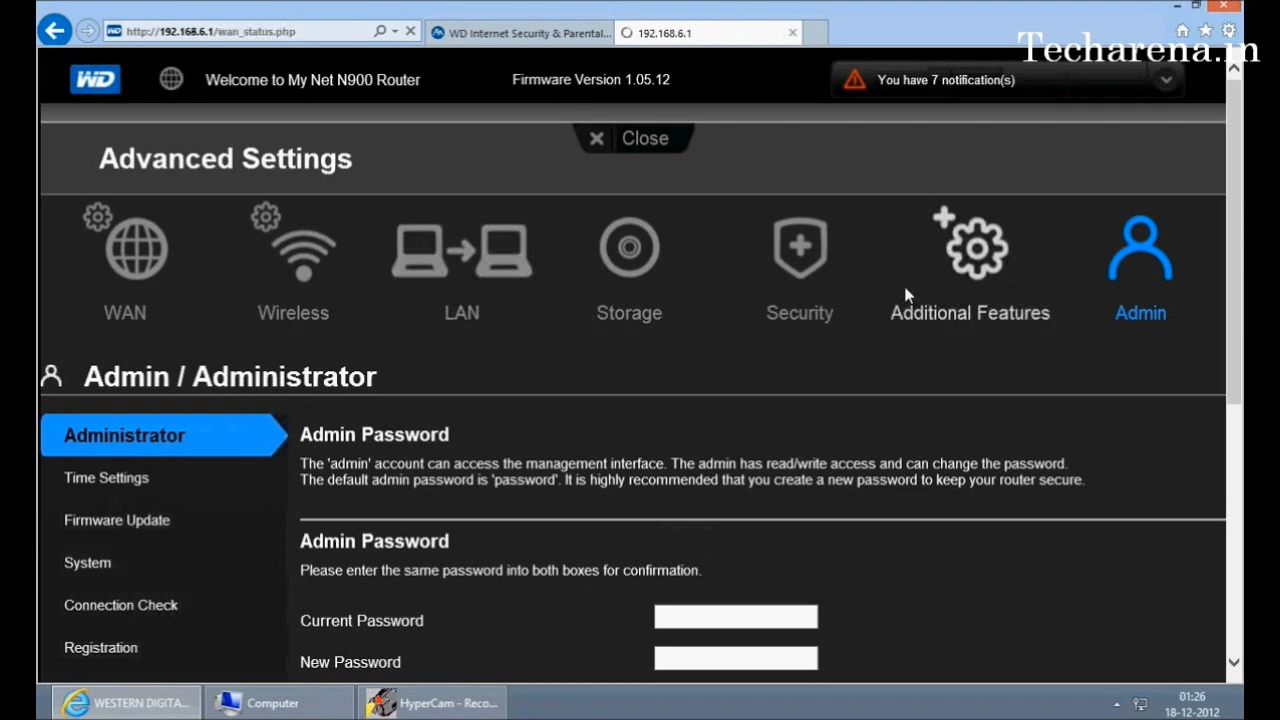 http://192.168.6.1/wan_status.php
WD Internet Security & Parental...
192.168.6.1
Techarena.in
WD
Welcome to My Net N900 Router
Firmware Version 1.05.12
You have 7 notification(s)
Close
Advanced Settings
WAN
Wireless
LAN
Storage
Security
Additional Features
Admin
Admin / Administrator
Administrator
Time Settings
Firmware Update
System
Connection Check
Registration
Admin Password
The 'admin' account can access the management interface. The admin has read/write access and can change the password.
The default admin password is 'password'. It is highly recommended that you create a new password to keep your router secure.
Admin Password
Please enter the same password into both boxes for confirmation.
Current Password
New Password
WESTERN DIGITA...
Computer
HyperCam - Reco...
01:26
18-12-2012